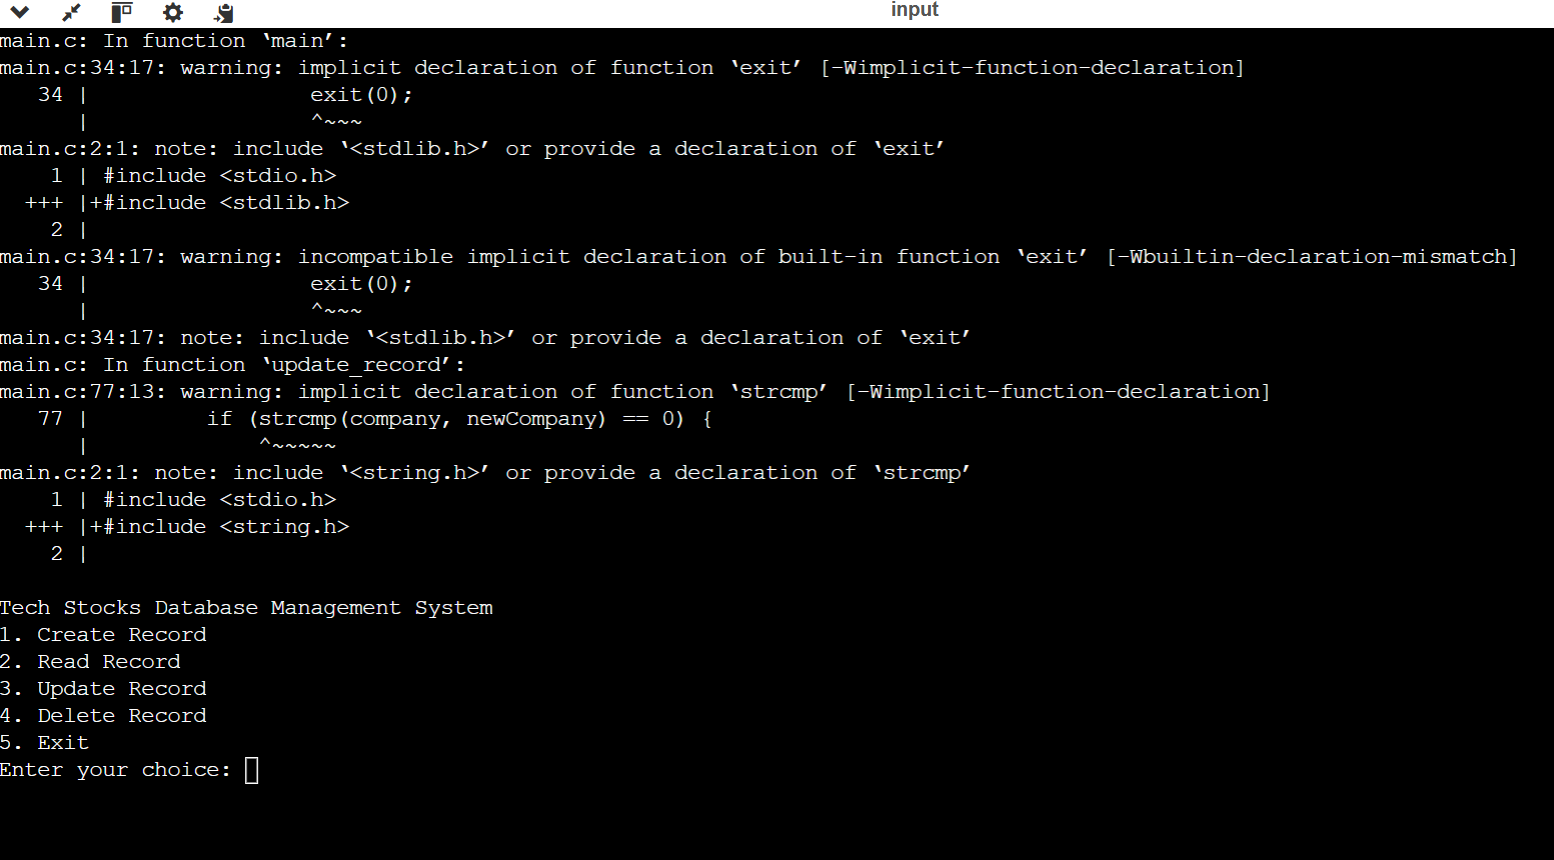 input
main.c: In function ‘main’:
main.c:34:17: warning: implicit declaration of function ‘exit’ [-Wimplicit-function-declaration]
   34 |                 exit(0);
      |                 ^~~~
main.c:2:1: note: include ‘<stdlib.h>’ or provide a declaration of ‘exit’
    1 | #include <stdio.h>
  +++ |+#include <stdlib.h>
    2 |
main.c:34:17: warning: incompatible implicit declaration of built-in function ‘exit’ [-Wbuiltin-declaration-mismatch]
   34 |                 exit(0);
      |                 ^~~~
main.c:34:17: note: include ‘<stdlib.h>’ or provide a declaration of ‘exit’
main.c: In function ‘update_record’:
main.c:77:13: warning: implicit declaration of function ‘strcmp’ [-Wimplicit-function-declaration]
   77 |         if (strcmp(company, newCompany) == 0) {
      |             ^~~~~~
main.c:2:1: note: include ‘<string.h>’ or provide a declaration of ‘strcmp’
    1 | #include <stdio.h>
  +++ |+#include <string.h>
    2 |
Tech Stocks Database Management System
1. Create Record
2. Read Record
3. Update Record
4. Delete Record
5. Exit
Enter your choice: